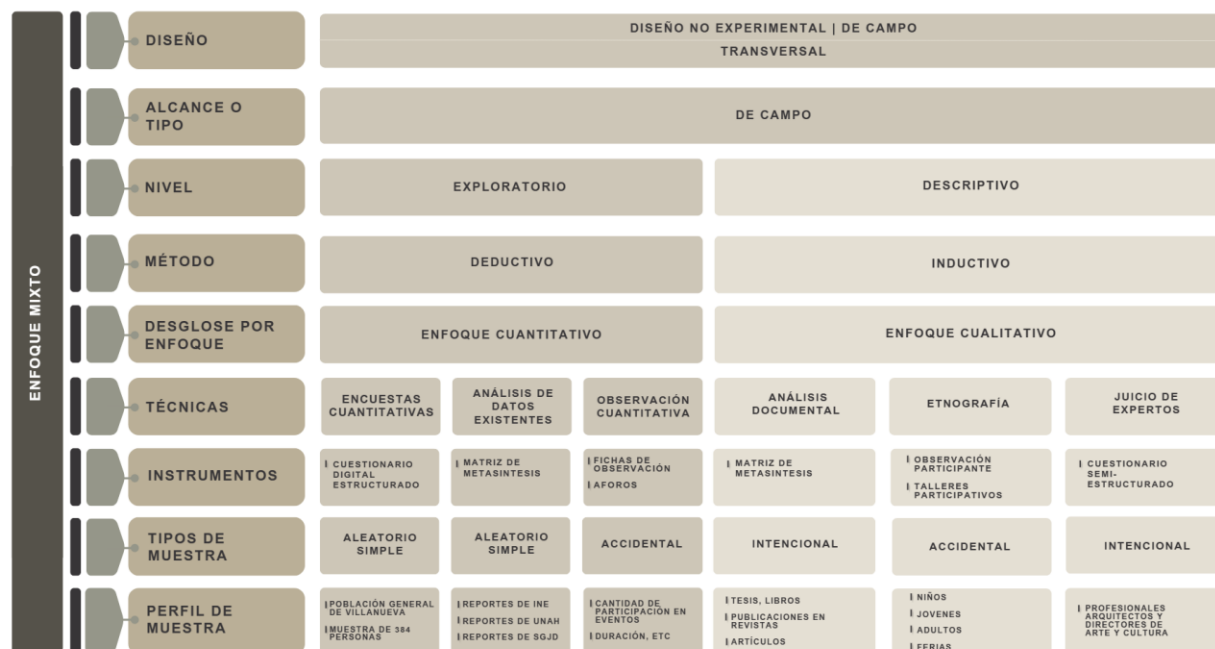 ENFOQUE MIXTO
DISEÑO
DISEÑO NO EXPERIMENTAL | DE CAMPO
TRANSVERSAL
ALCANCE O
TIPO
DE CAMPO
NIVEL
EXPLORATORIO
DESCRIPTIVO
MÉTODO
DEDUCTIVO
INDUCTIVO
DESGLOSE POR
ENFOQUE
ENFOQUE CUANTITATIVO
ENFOQUE CUALITATIVO
TÉCNICAS
ENCUESTAS
CUANTITATIVAS
ANÁLISIS DE
DATOS
EXISTENTES
OBSERVACIÓN
CUANTITATIVA
ANÁLISIS
DOCUMENTAL
ETNOGRAFÍA
JUICIO DE
EXPERTOS
INSTRUMENTOS
CUESTIONARIO
DIGITAL
ESTRUCTURADO
MATRIZ DE
METASINTESIS
FICHAS DE
OBSERVACIÓN
AFOROS
MATRIZ DE
METASINTESIS
OBSERVACIÓN
PARTICIPANTE
TALLERES
PARTICIPATIVOS
CUESTIONARIO
SEMI-
ESTRUCTURADO
TIPOS DE
MUESTRA
ALEATORIO
SIMPLE
ALEATORIO
SIMPLE
ACCIDENTAL
INTENCIONAL
ACCIDENTAL
INTENCIONAL
PERFIL DE
MUESTRA
POBLACIÓN GENERAL
DE VILLANUEVA
MUESTRA DE 384
PERSONAS
REPORTES DE INE
REPORTES DE UNAH
REPORTES DE SGJD
CANTIDAD DE
PARTICIPACIÓN EN
EVENTOS
DURACIÓN, ETC
TESIS, LIBROS
PUBLICACIONES EN
REVISTAS
ARTÍCULOS
NIÑOS
JOVENES
ADULTOS
FERIAS
PROFESIONALES
ARQUITECTOS Y
DIRECTORES DE
ARTE Y CULTURA